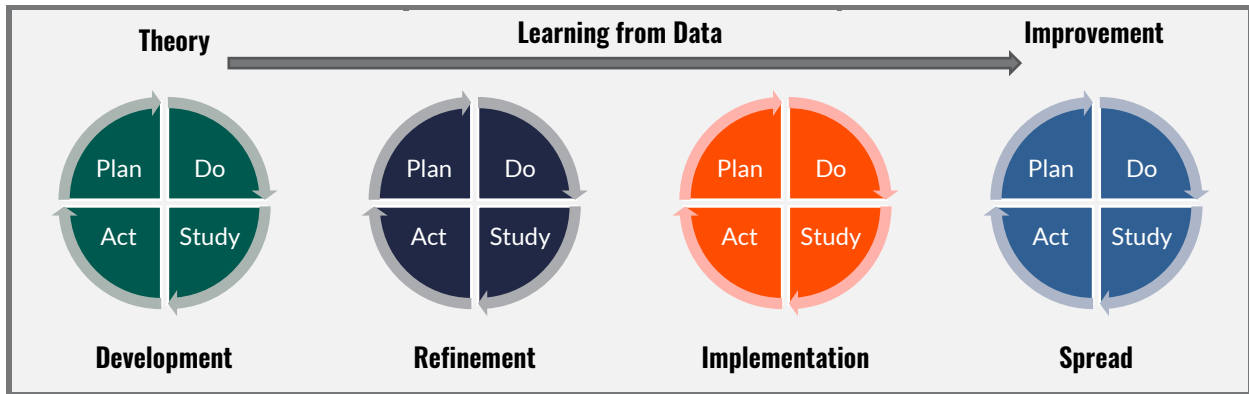 Theory
Learning from Data
Improvement
Plan Do
Act Study
Plan Do
Act Study
Plan Do
Act Study
Plan Do
Act Study
Development
Refinement
Implementation
Spread